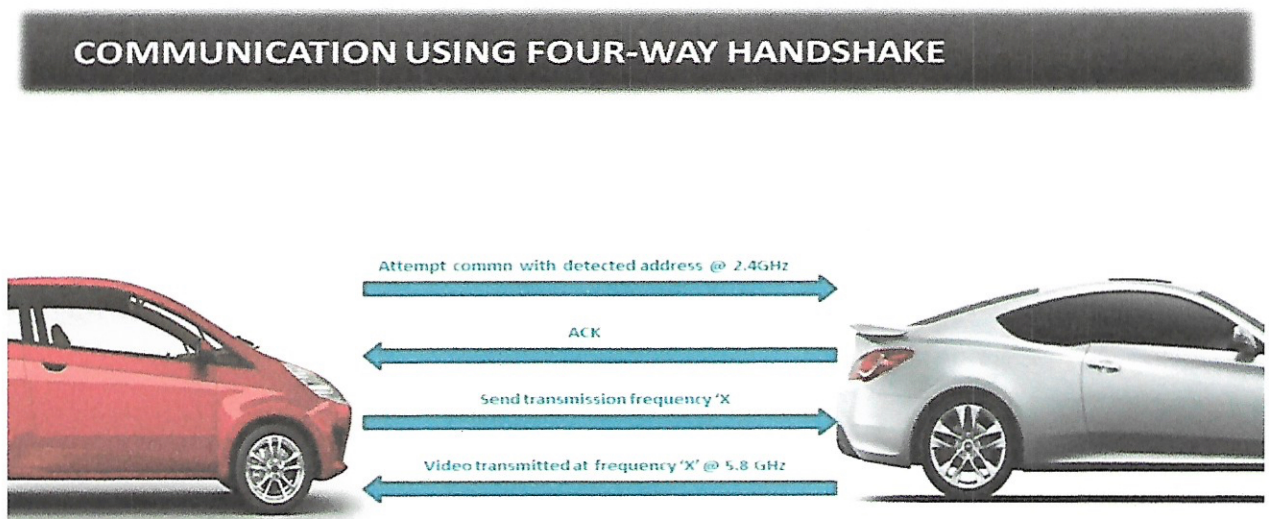 COMMUNICATION USING FOUR-WAY HANDSHAKE
Attempt commn with detected address @ 2.4GHz
ACK
Send transmission frequency 'X
Video transmitted at frequency 'X' @ 5.8 GHz